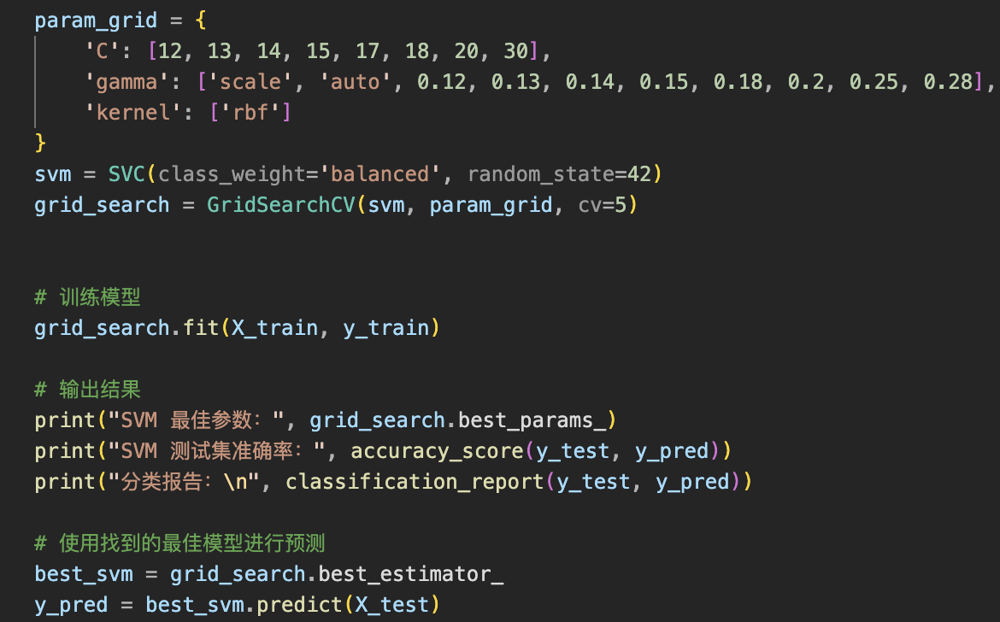 param_grid = {
    'C': [12, 13, 14, 15, 17, 18, 20, 30],
    'gamma': ['scale', 'auto', 0.12, 0.13, 0.14, 0.15, 0.18, 0.2, 0.25, 0.28],
    'kernel': ['rbf']
}
svm = SVC(class_weight='balanced', random_state=42)
grid_search = GridSearchCV(svm, param_grid, cv=5)
# 训练模型
grid_search.fit(X_train, y_train)
# 输出结果
print("SVM 最佳参数：", grid_search.best_params_)
print("SVM 测试集准确率：", accuracy_score(y_test, y_pred))
print("分类报告：\n", classification_report(y_test, y_pred))
# 使用找到的最佳模型进行预测
best_svm = grid_search.best_estimator_
y_pred = best_svm.predict(X_test)